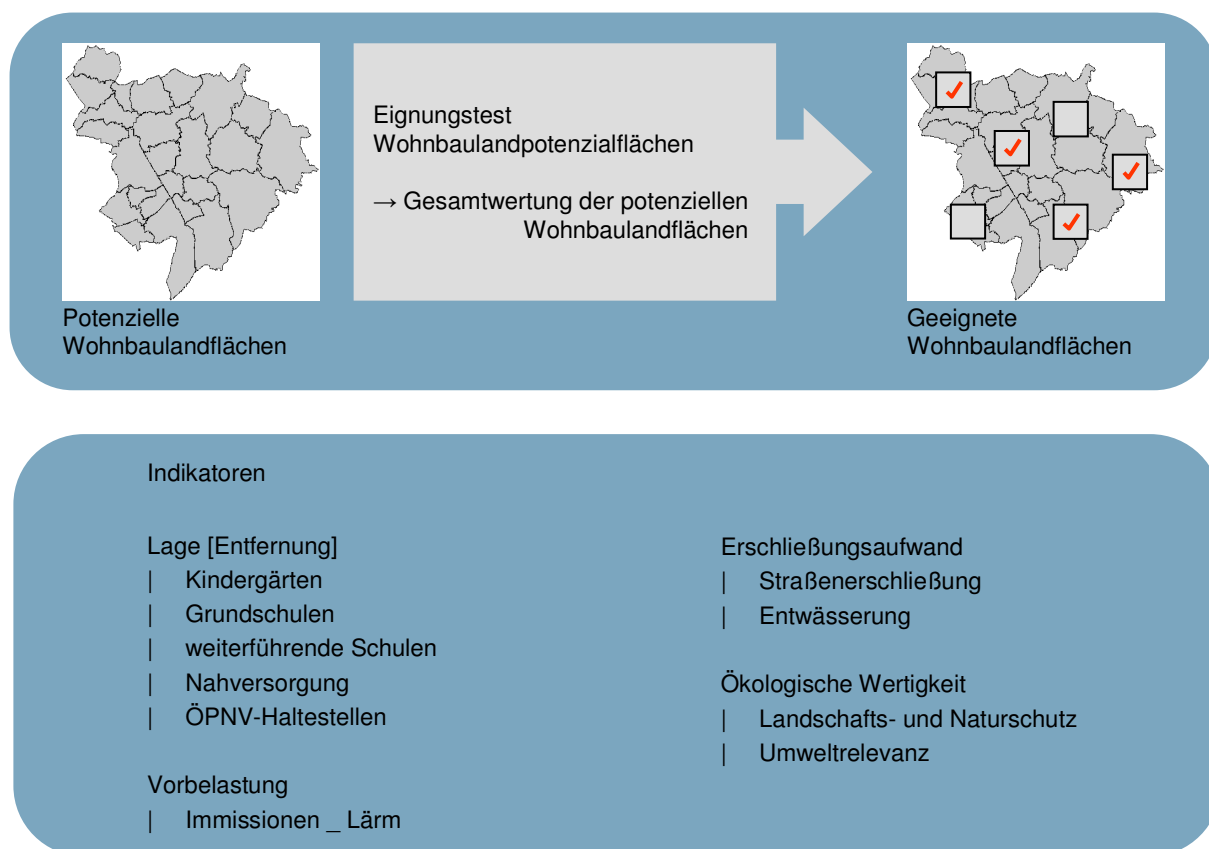 Eignungstest
Wohnbaulandpotenzialflächen
→ Gesamtwertung der potenziellen
Wohnbaulandflächen
Potenzielle
Wohnbaulandflächen
Geeignete
Wohnbaulandflächen
Indikatoren
Lage [Entfernung]
| Kindergärten
| Grundschulen
| weiterführende Schulen
| Nahversorgung
| ÖPNV-Haltestellen
Vorbelastung
| Immissionen _ Lärm
Erschließungsaufwand
| Straßenerschließung
| Entwässerung
Ökologische Wertigkeit
| Landschafts- und Naturschutz
| Umweltrelevanz